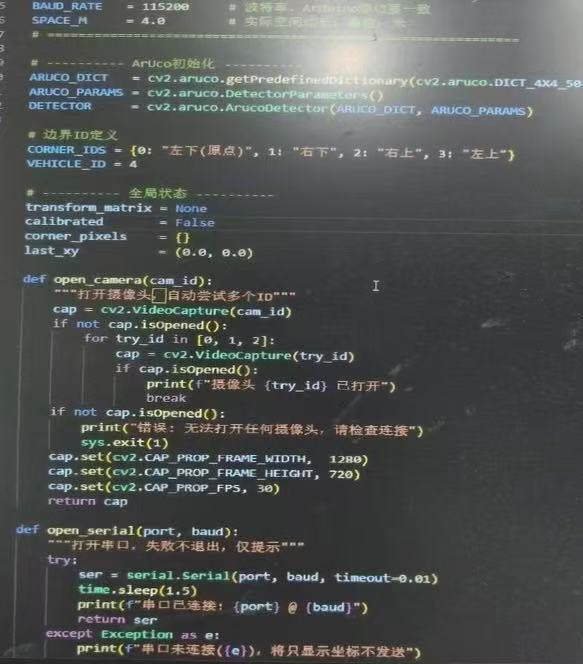 BAUD_RATE = 115200 # 波特率，Arduino
SPACE_M = 4.0 # 实际空间
# ==================================================
# ---------- ArUco初始化 ----------
ARUCO_DICT = cv2.aruco.getPredefinedDictionary(cv2.aruco.DICT_4X4_50
ARUCO_PARAMS = cv2.aruco.DetectorParameters()
DETECTOR = cv2.aruco.ArucoDetector(ARUCO_DICT, ARUCO_PARAMS)
# 边界ID定义
CORNER_IDS = {0: "左下(原点)", 1: "右下", 2: "右上", 3: "左上"}
VEHICLE_ID = 4
# ---------- 全局状态 ----------
transform_matrix = None
calibrated = False
corner_pixels = {}
last_xy = (0.0, 0.0)
def open_camera(cam_id):
"""打开摄像头，自动尝试多个ID"""
cap = cv2.VideoCapture(cam_id)
if not cap.isOpened():
for try_id in [0, 1, 2]:
cap = cv2.VideoCapture(try_id)
if cap.isOpened():
print(f"摄像头 {try_id} 已打开")
break
if not cap.isOpened():
print("错误: 无法打开任何摄像头，请检查连接")
sys.exit(1)
cap.set(cv2.CAP_PROP_FRAME_WIDTH, 1280)
cap.set(cv2.CAP_PROP_FRAME_HEIGHT, 720)
cap.set(cv2.CAP_PROP_FPS, 30)
return cap
def open_serial(port, baud):
"""打开串口，失败不退出，仅提示"""
try:
ser = serial.Serial(port, baud, timeout=0.01)
time.sleep(1.5)
print(f"串口已连接: {port} @ {baud}")
return ser
except Exception as e:
print(f"串口未连接({e})，将只显示坐标不发送")